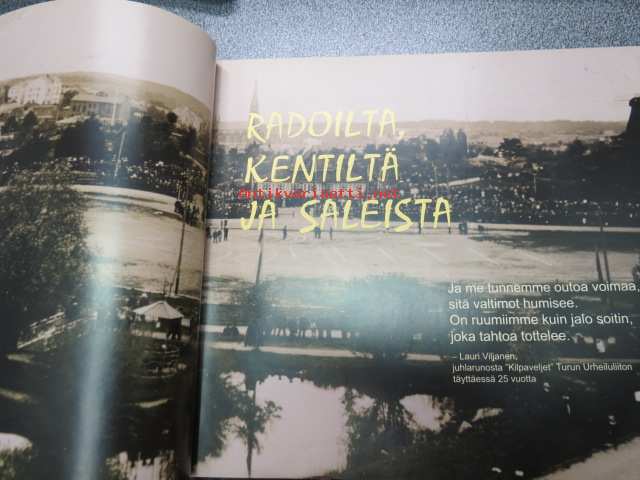 RADOILTA,
KENTILTÄ
Antikvariaatti.net
JA SALEISTA
Ja me tunnemme outoa voimaa,
sitä valtimot humisee.
On ruumiimme kuin jalo soitin,
joka tahtoa tottelee.
- Lauri Viljanen,
juhlarunosta "Kilpaveljet" Turun Urheiluliiton
täyttäessä 25 vuotta